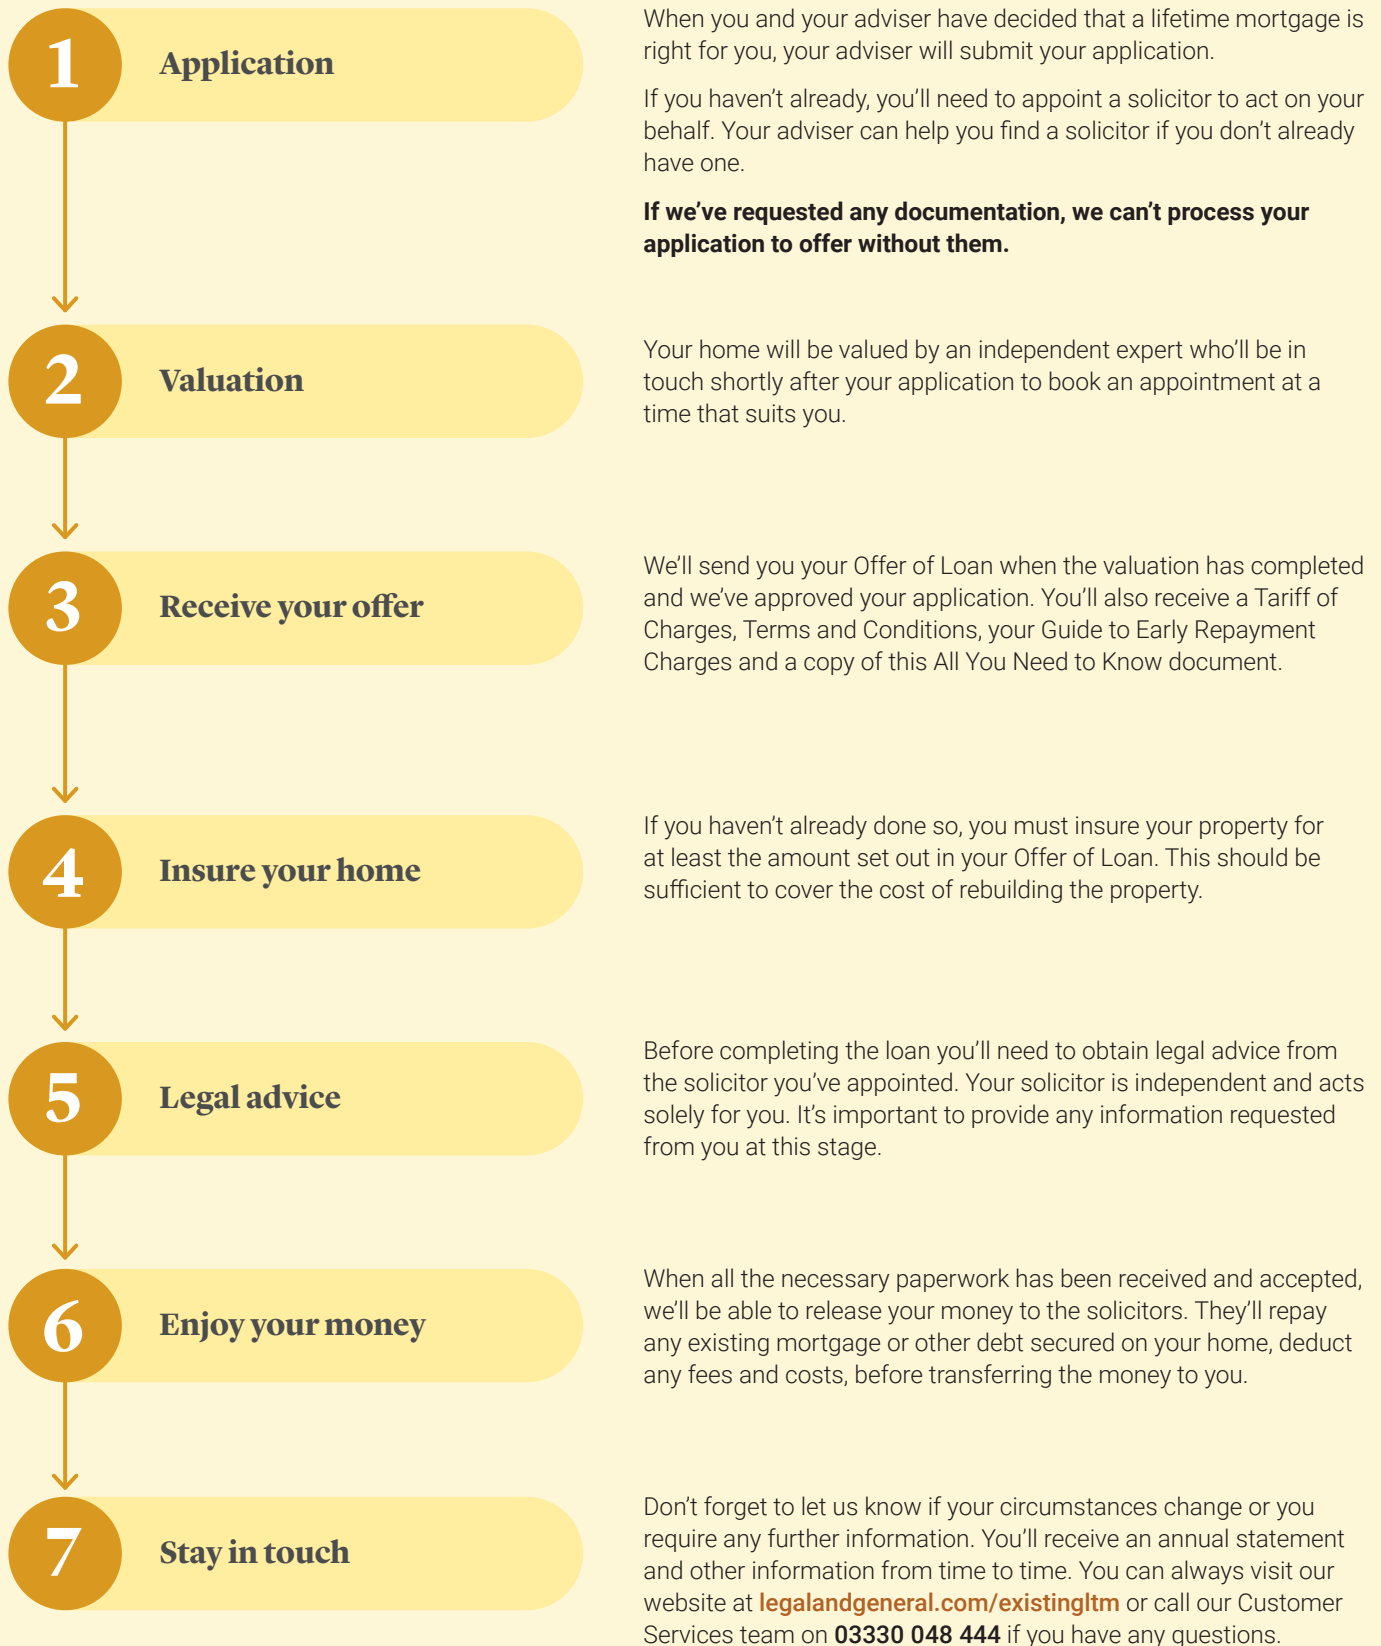 1
Application
When you and your adviser have decided that a lifetime mortgage is
right for you, your adviser will submit your application.
If you haven’t already, you’ll need to appoint a solicitor to act on your
behalf. Your adviser can help you find a solicitor if you don’t already
have one.
If we’ve requested any documentation, we can’t process your
application to offer without them.
2
Valuation
Your home will be valued by an independent expert who’ll be in
touch shortly after your application to book an appointment at a
time that suits you.
3
Receive your offer
We’ll send you your Offer of Loan when the valuation has completed
and we’ve approved your application. You’ll also receive a Tariff of
Charges, Terms and Conditions, your Guide to Early Repayment
Charges and a copy of this All You Need to Know document.
4
Insure your home
If you haven’t already done so, you must insure your property for
at least the amount set out in your Offer of Loan. This should be
sufficient to cover the cost of rebuilding the property.
5
Legal advice
Before completing the loan you’ll need to obtain legal advice from
the solicitor you’ve appointed. Your solicitor is independent and acts
solely for you. It’s important to provide any information requested
from you at this stage.
6
Enjoy your money
When all the necessary paperwork has been received and accepted,
we’ll be able to release your money to the solicitors. They’ll repay
any existing mortgage or other debt secured on your home, deduct
any fees and costs, before transferring the money to you.
7
Stay in touch
Don’t forget to let us know if your circumstances change or you
require any further information. You’ll receive an annual statement
and other information from time to time. You can always visit our
website at legalandgeneral.com/existingltm or call our Customer
Services team on 03330 048 444 if you have any questions.